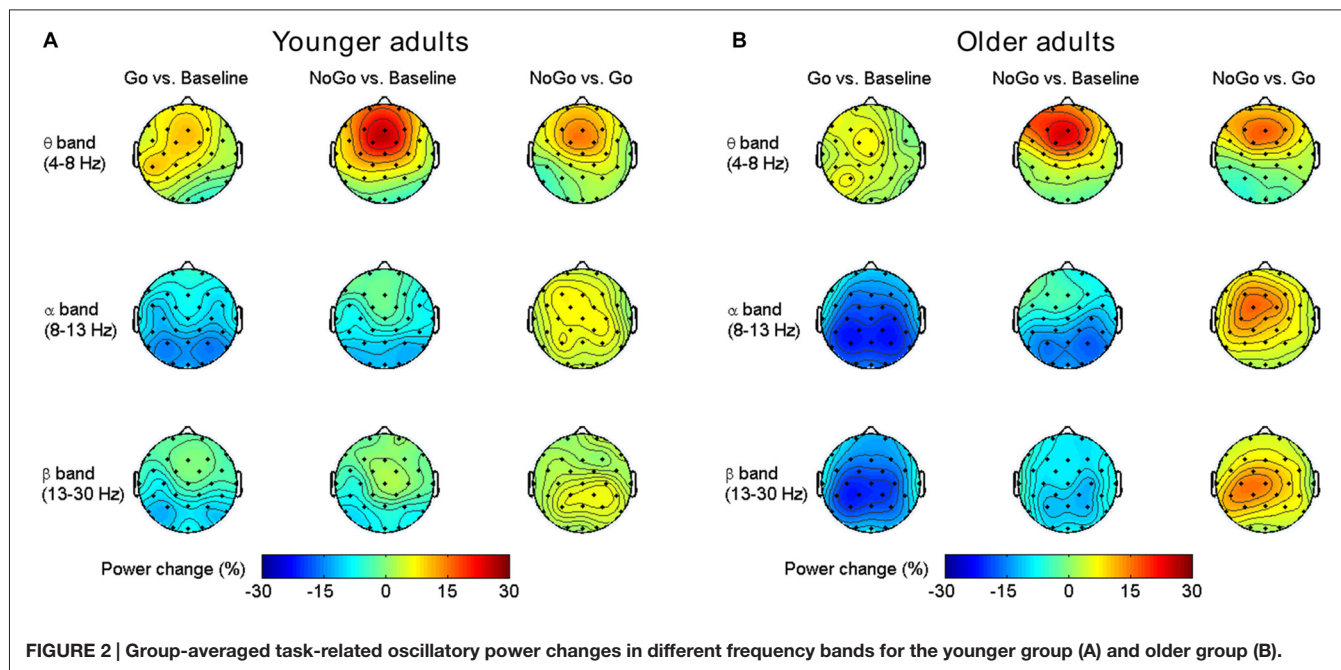 A
Younger adults
Go vs. Baseline
NoGo vs. Baseline
NoGo vs. Go
θ band
(4-8 Hz)
α band
(8-13 Hz)
β band
(13-30 Hz)
Power change (%)
-30
-15
0
15
30
B
Older adults
Go vs. Baseline
NoGo vs. Baseline
NoGo vs. Go
θ band
(4-8 Hz)
α band
(8-13 Hz)
β band
(13-30 Hz)
Power change (%)
-30
-15
0
15
30
FIGURE 2 | Group-averaged task-related oscillatory power changes in different frequency bands for the younger group (A) and older group (B).